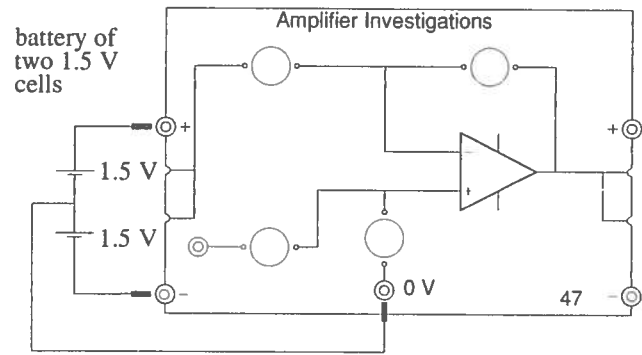 Amplifier Investigations
battery of
two 1.5 V
cells
+
+
1.5 V
−
+
1.5 V
−
0 V
47
−